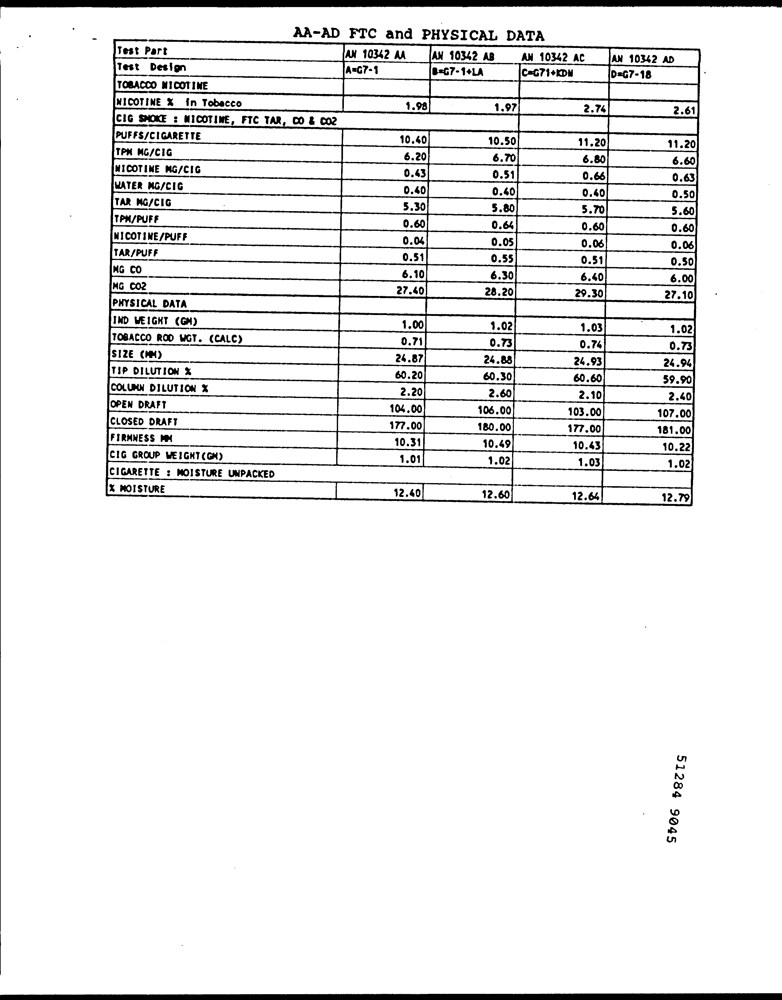 AA-AD FTC and PHYSICAL DATA
Test Part AN 10342 AA AN 10342 AB AN 10342 AC AN 10342 AD
Test Design A=G7-1 B=G7-1+LA C=G71+KDN D=G7-18
TOBACCO NICOTINE
NICOTINE % in Tobacco 1.98 1.97 2.74 2.61
CIG SMOKE : NICOTINE, FTC TAR, CO & CO2
PUFFS/CIGARETTE 10.40 10.50 11.20 11.20
TPM MG/CIG 6.20 6.70 6.80 6.60
NICOTINE MG/CIG 0.43 0.51 0.66 0.63
WATER MG/CIG 0.40 0.40 0.40 0.50
TAR MG/CIG 5.30 5.80 5.70 5.60
TPM/PUFF 0.60 0.64 0.60 0.60
NICOTINE/PUFF 0.04 0.05 0.06 0.06
TAR/PUFF 0.51 0.55 0.51 0.50
MG CO 6.10 6.30 6.40 6.00
MG CO2 27.40 28.20 29.30 27.10
PHYSICAL DATA
IND WEIGHT (GM) 1.00 1.02 1.03 1.02
TOBACCO ROD WGT. (CALC) 0.71 0.73 0.74 0.73
SIZE (MM) 24.87 24.88 24.93 24.94
TIP DILUTION % 60.20 60.30 60.60 59.90
COLUMN DILUTION % 2.20 2.60 2.10 2.40
OPEN DRAFT 104.00 106.00 103.00 107.00
CLOSED DRAFT 177.00 180.00 177.00 181.00
FIRMNESS MM 10.31 10.49 10.43 10.22
CIG GROUP WEIGHT(GM) 1.01 1.02 1.03 1.02
CIGARETTE : MOISTURE UNPACKED
% MOISTURE 12.40 12.60 12.64 12.79
51284 9045